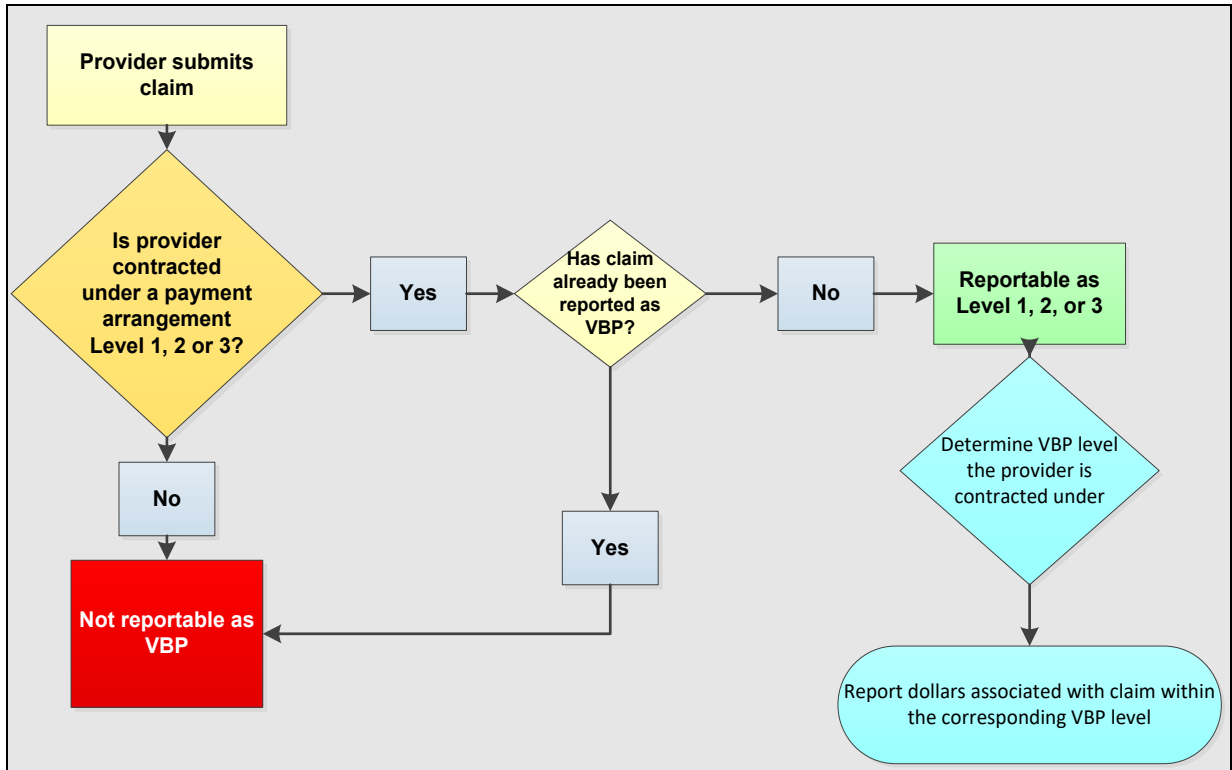 Provider submits
claim
Is provider
contracted
under a payment
arrangement
Level 1, 2 or 3?
Yes
Has claim
already been
reported as
VBP?
No
Reportable as
Level 1, 2, or 3
Determine VBP level
the provider is
contracted under
No
Yes
Not reportable as
VBP
Report dollars associated with claim within
the corresponding VBP level